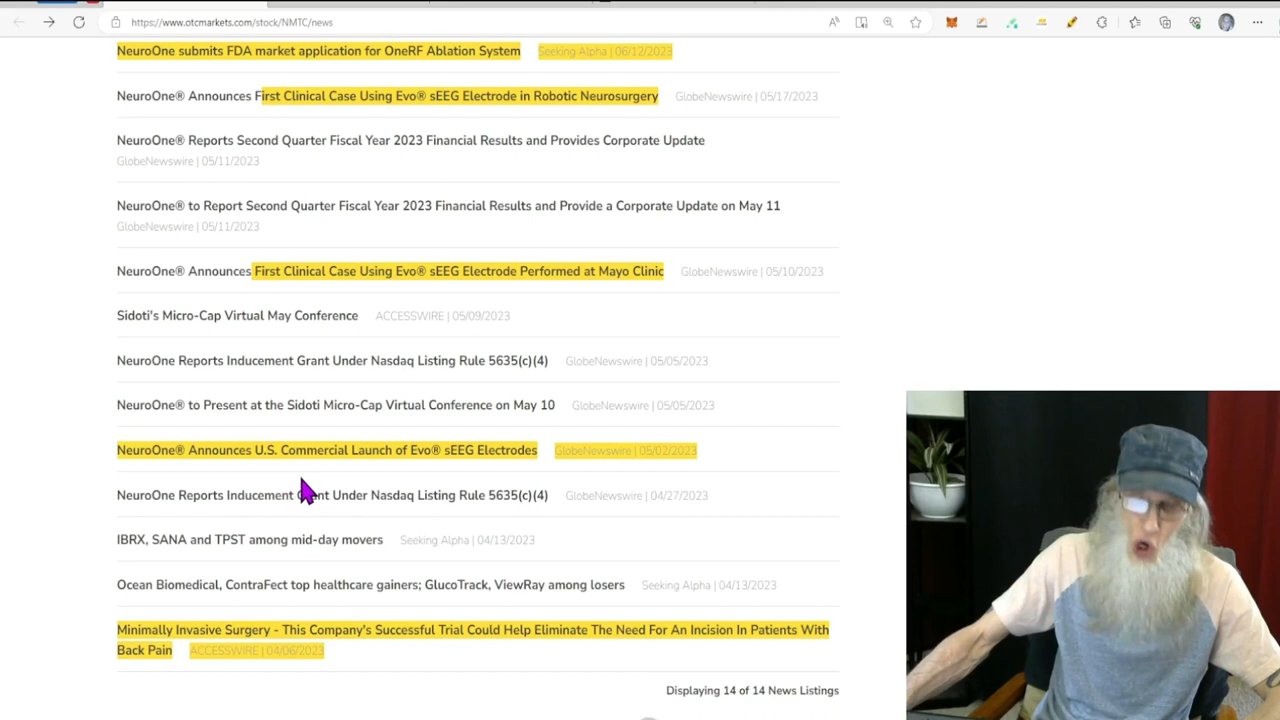 https://www.otcmarkets.com/stock/NMTC/news
NeuroOne submits FDA market application for OneRF Ablation System Seeking Alpha | 06/12/2023
NeuroOne® Announces First Clinical Case Using Evo® sEEG Electrode in Robotic Neurosurgery GlobeNewswire | 05/17/2023
NeuroOne® Reports Second Quarter Fiscal Year 2023 Financial Results and Provides Corporate Update
GlobeNewswire | 05/11/2023
NeuroOne® to Report Second Quarter Fiscal Year 2023 Financial Results and Provide a Corporate Update on May 11
GlobeNewswire | 05/11/2023
NeuroOne® Announces First Clinical Case Using Evo® sEEG Electrode Performed at Mayo Clinic GlobeNewswire | 05/10/2023
Sidoti's Micro-Cap Virtual May Conference ACCESSWIRE | 05/09/2023
NeuroOne Reports Inducement Grant Under Nasdaq Listing Rule 5635(c)(4) GlobeNewswire | 05/05/2023
NeuroOne® to Present at the Sidoti Micro-Cap Virtual Conference on May 10 GlobeNewswire | 05/05/2023
NeuroOne® Announces U.S. Commercial Launch of Evo® sEEG Electrodes GlobeNewswire | 05/02/2023
NeuroOne Reports Inducement Grant Under Nasdaq Listing Rule 5635(c)(4) GlobeNewswire | 04/27/2023
IBRX, SANA and TPST among mid-day movers Seeking Alpha | 04/13/2023
Ocean Biomedical, ContraFect top healthcare gainers; GlucoTrack, ViewRay among losers Seeking Alpha | 04/13/2023
Minimally Invasive Surgery - This Company's Successful Trial Could Help Eliminate The Need For An Incision In Patients With
Back Pain ACCESSWIRE | 04/06/2023
Displaying 14 of 14 News Listings